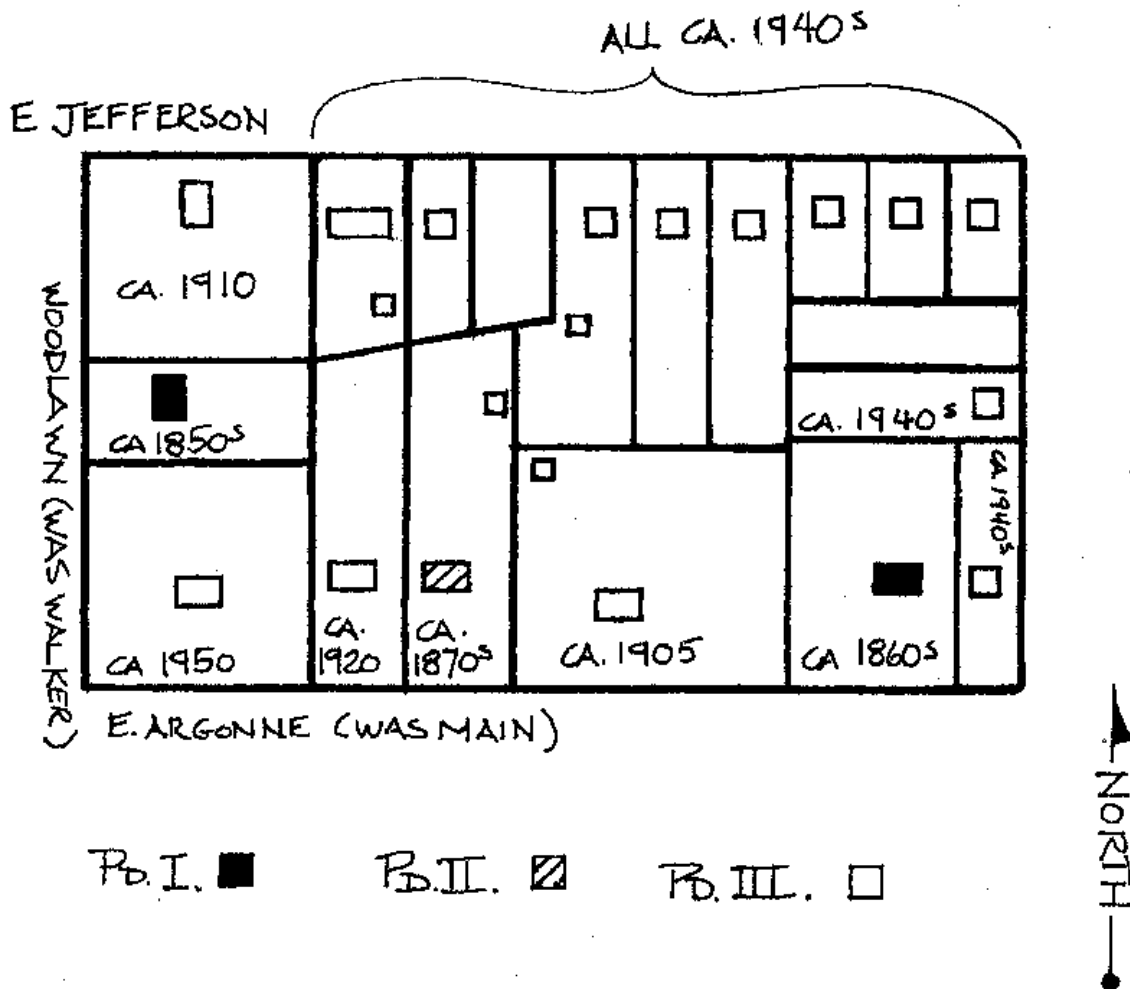 ALL CA. 1940S
E JEFFERSON
CA. 1910
WOODLAWN (WAS WALKER)
CA 1850S
CA. 1940S
CA 1940S
CA 1950
CA.
1920
CA.
1870S
CA. 1905
CA 1860S
E. ARGONNE (WAS MAIN)
PD. I.
PD. II.
PD. III.
NORTH